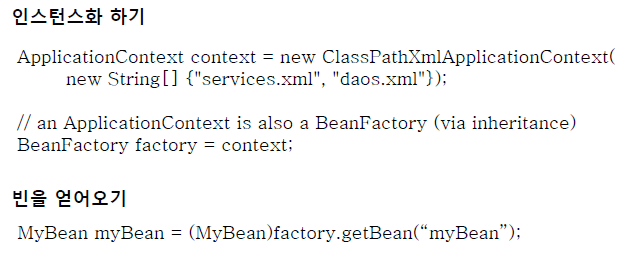 인스턴스화 하기
ApplicationContext context = new ClassPathXmlApplicationContext(
new String[] {"services.xml", "daos.xml"});
// an ApplicationContext is also a BeanFactory (via inheritance)
BeanFactory factory = context;
빈을 얻어오기
MyBean myBean = (MyBean)factory.getBean(“myBean”);